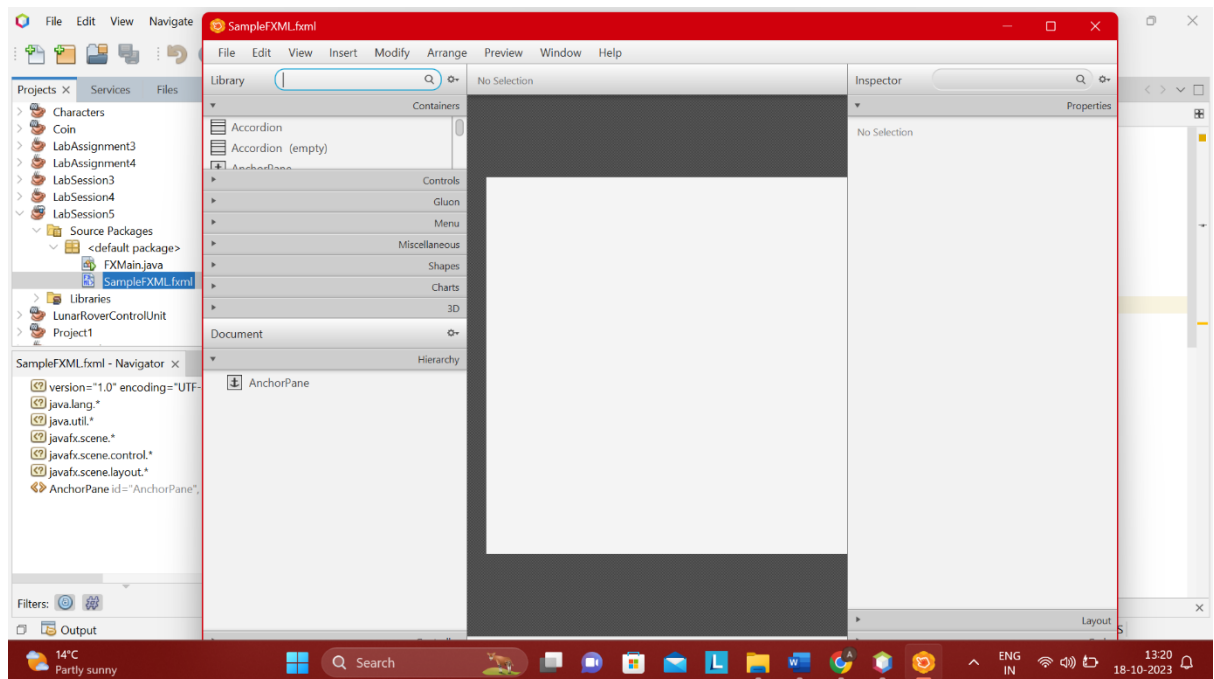 File Edit View Navigate
SampleFXML.fxml
File Edit View Insert Modify Arrange Preview Window Help
Library
No Selection
Inspector
Projects
Services
Files
Containers
Properties
Characters
Coin
LabAssignment3
LabAssignment4
LabSession3
LabSession4
LabSession5
Source Packages
<default package>
FXMain.java
SampleFXML.fxml
Libraries
LunarRoverControlUnit
Project1
Accordion
Accordion (empty)
AnchorPane
Controls
Gluon
Menu
Miscellaneous
Shapes
Charts
3D
Document
Hierarchy
AnchorPane
No Selection
SampleFXML.fxml - Navigator
version="1.0" encoding="UTF-
java.lang.*
java.util.*
javafx.scene.*
javafx.scene.control.*
javafx.scene.layout.*
AnchorPane id="AnchorPane",
Filters:
Output
Layout
14°C
Partly sunny
Search
ENG
IN
13:20
18-10-2023